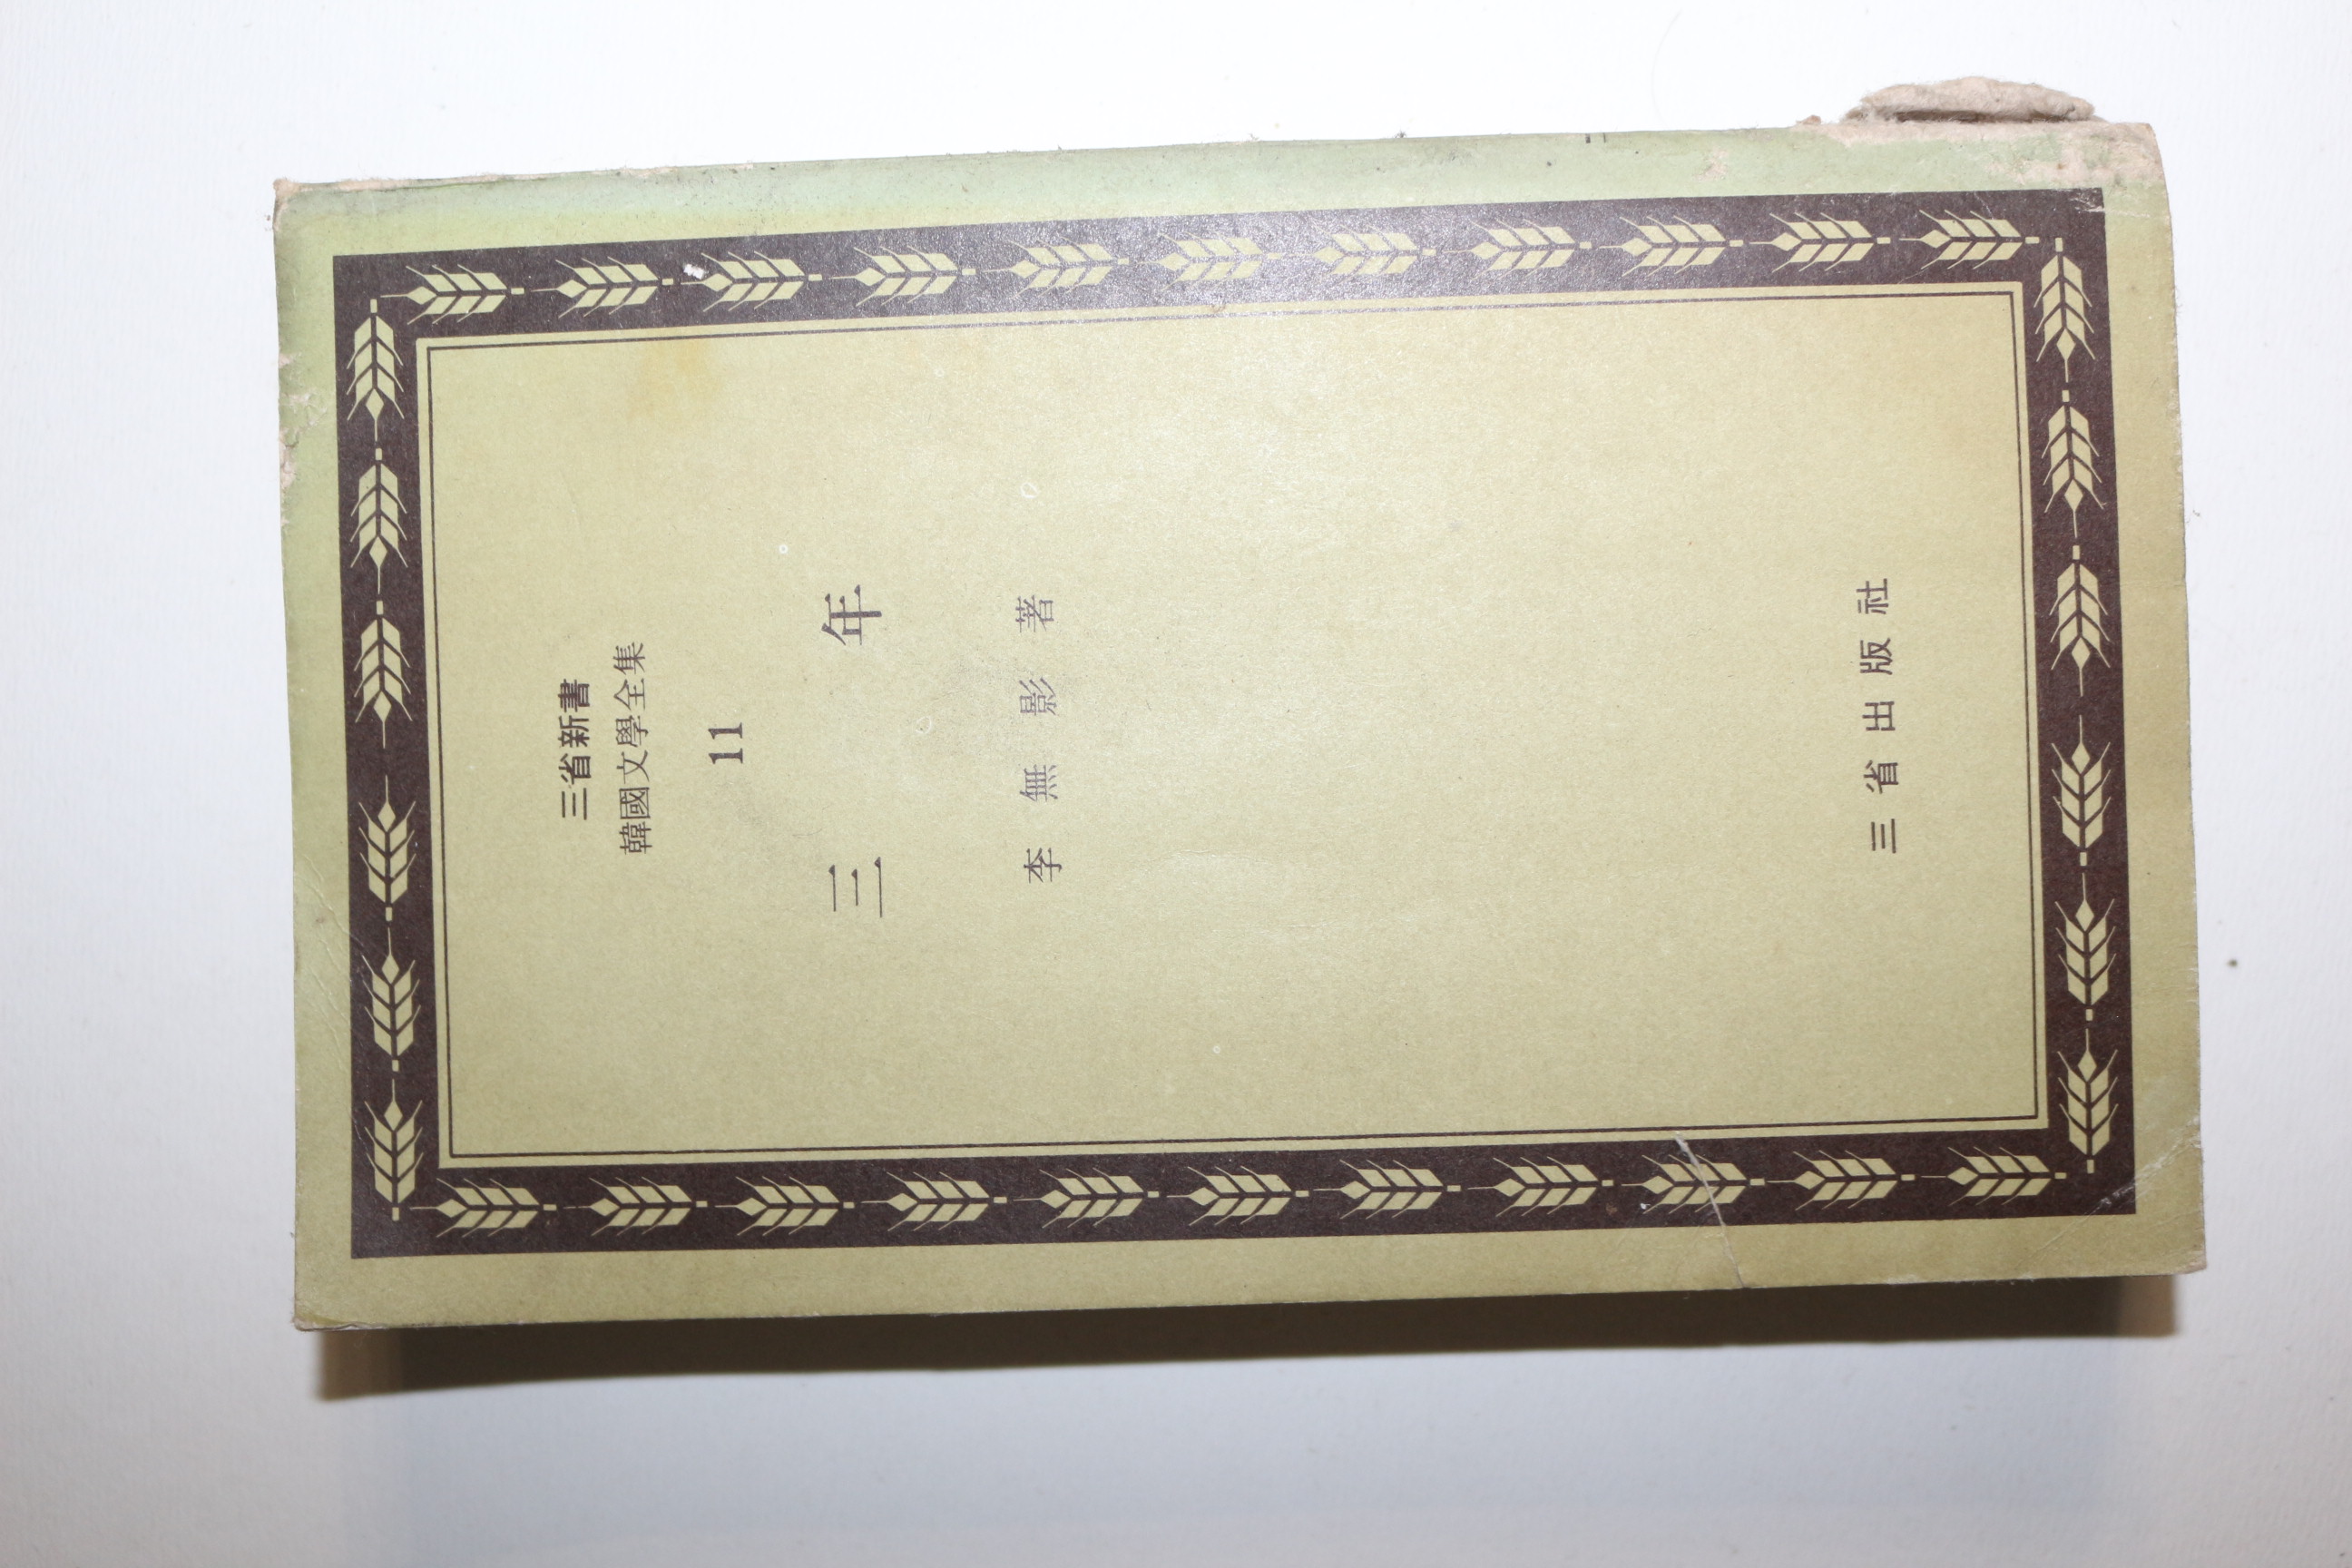 三省新書
韓國文學全集
11
三年
李無影著
三省出版社